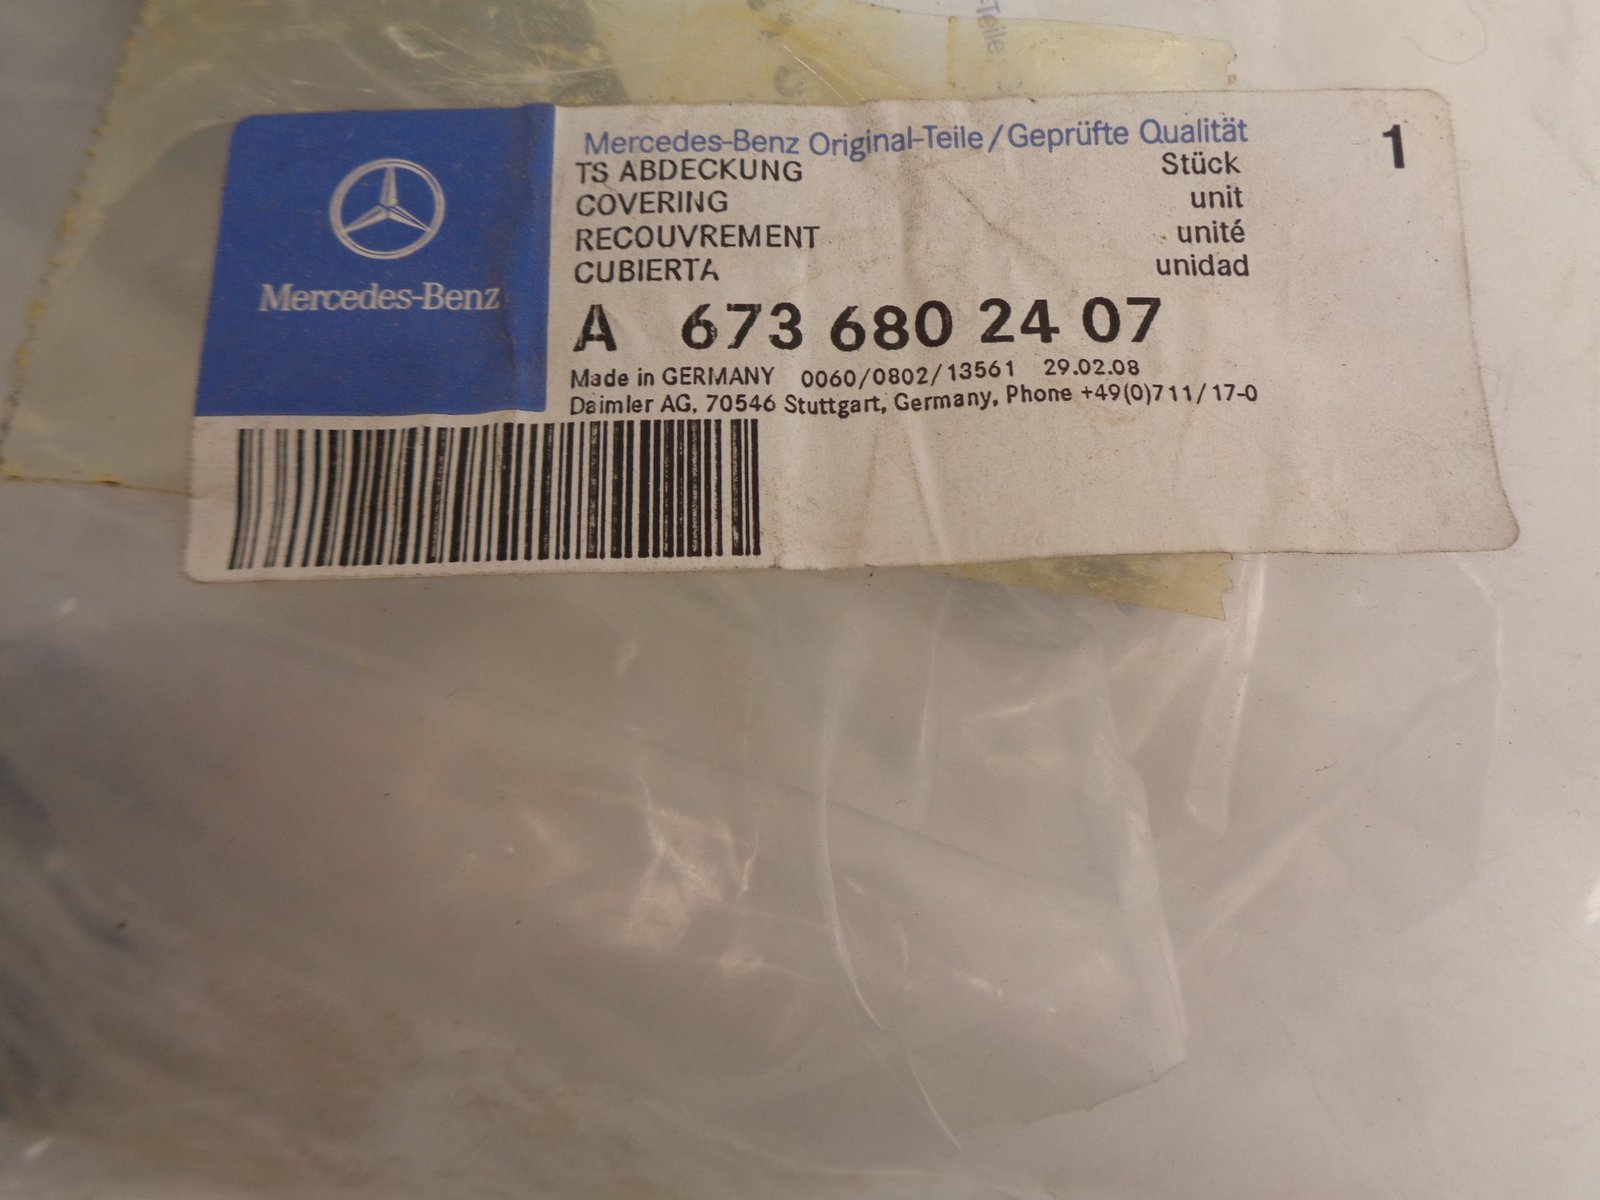 -Teile
Mercedes-Benz
Mercedes-Benz Original-Teile/Geprüfte Qualität
TS ABDECKUNG Stück 1
COVERING unit
RECOUVREMENT unité
CUBIERTA unidad
A 673 680 24 07
Made in GERMANY 0060/0802/13561 29.02.08
Daimler AG, 70546 Stuttgart, Germany, Phone +49(0)711/17-0